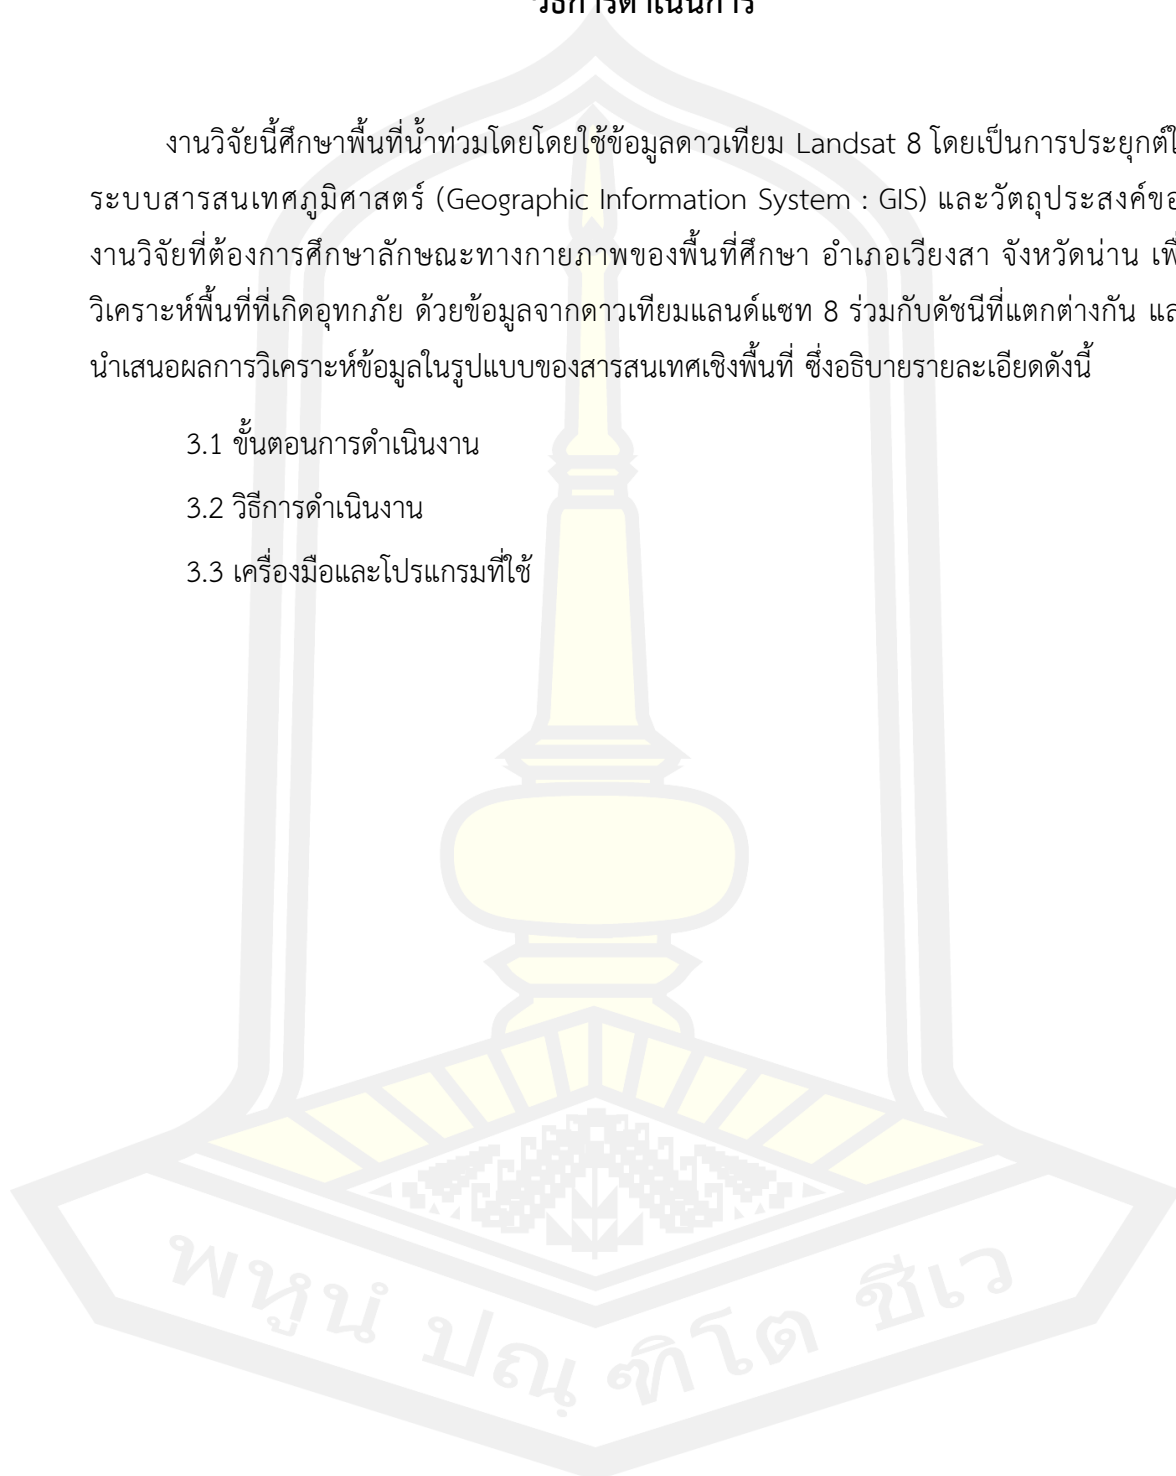 วิธีการดำเนินการ
งานวิจัยนี้ศึกษาพื้นที่น้ำท่วมโดยโดยใช้ข้อมูลดาวเทียม Landsat 8 โดยเป็นการประยุกต์ใ
ระบบสารสนเทศภูมิศาสตร์ (Geographic Information System : GIS) และวัตถุประสงค์ขอ
งานวิจัยที่ต้องการศึกษาลักษณะทางกายภาพของพื้นที่ศึกษา อำเภอเวียงสา จังหวัดน่าน เพื่
วิเคราะห์พื้นที่ที่เกิดอุทกภัย ด้วยข้อมูลจากดาวเทียมแลนด์แซท 8 ร่วมกับดัชนีที่แตกต่างกัน แล
นำเสนอผลการวิเคราะห์ข้อมูลในรูปแบบของสารสนเทศเชิงพื้นที่ ซึ่งอธิบายรายละเอียดดังนี้
3.1 ขั้นตอนการดำเนินงาน
3.2 วิธีการดำเนินงาน
3.3 เครื่องมือและโปรแกรมที่ใช้
พหูนํ ปณฺฑิโต ชีเว